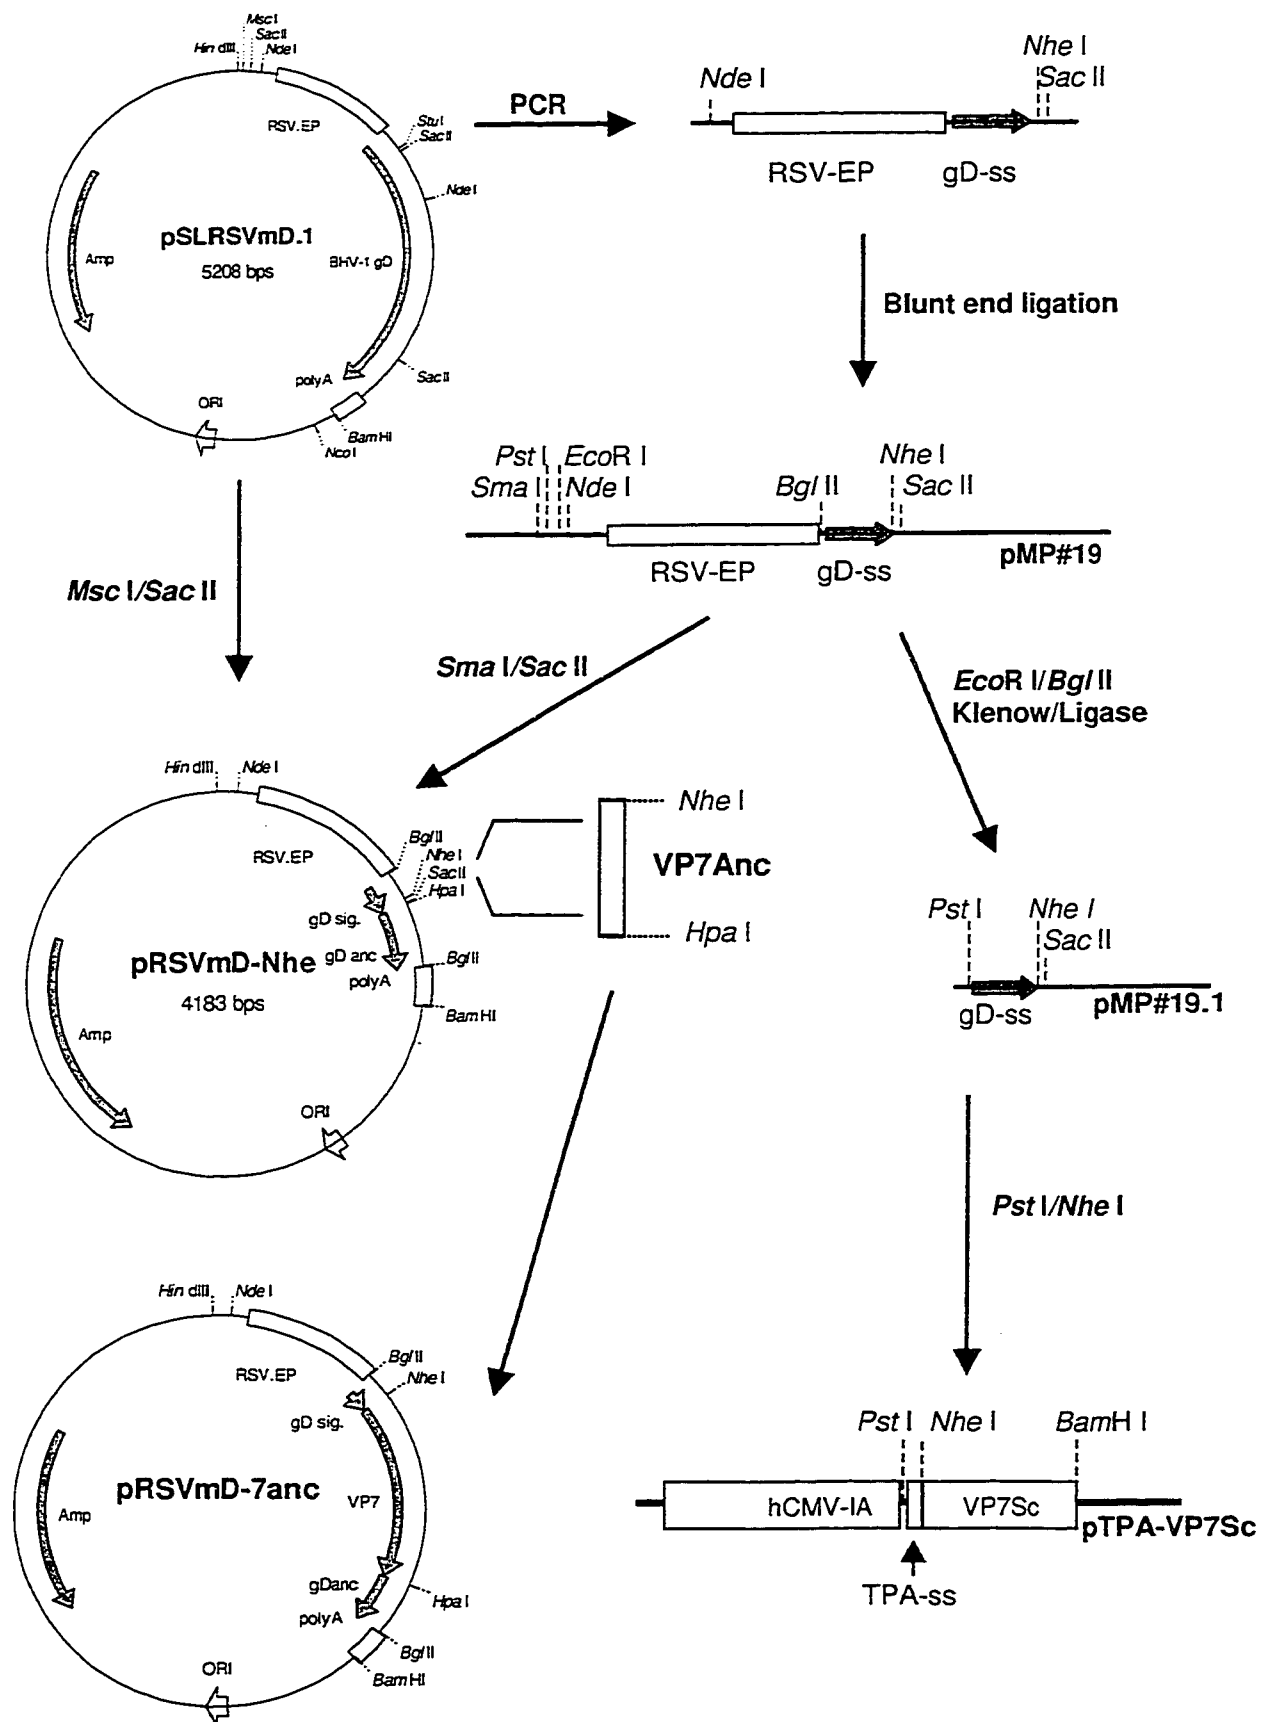 Msc I
Sac II
Hin dIII
Nde I
RSV.EP
Stu I
Sac II
Nde I
pSLRSVmD.1
5208 bps
Amp
BHV-1 gD
Sac II
polyA
ORI
BamHI
Nco I
PCR
Nde I
Nhe I
Sac II
RSV-EP
gD-ss
Blunt end ligation
Pst I
EcoR I
Sma I
Nde I
Bgl II
Nhe I
Sac II
RSV-EP
gD-ss
pMP#19
Msc I/Sac II
Sma I/Sac II
EcoR I/Bgl II
Klenow/Ligase
Hin dIII
Nde I
RSV.EP
Bgl II
Nhe I
Sac II
Hpa I
gD sig.
gD anc
polyA
Bgl II
BamHI
pRSVmD-Nhe
4183 bps
Amp
ORI
Nhe I
VP7Anc
Hpa I
Pst I
Nhe I
Sac II
gD-ss
pMP#19.1
Pst I/Nhe I
Hin dIII
Nde I
RSV.EP
Bgl II
Nhe I
gD sig.
pRSVmD-7anc
VP7
Amp
gDanc
polyA
Hpa I
Bgl II
BamHI
ORI
Pst I
Nhe I
BamH I
hCMV-IA
VP7Sc
pTPA-VP7Sc
TPA-ss